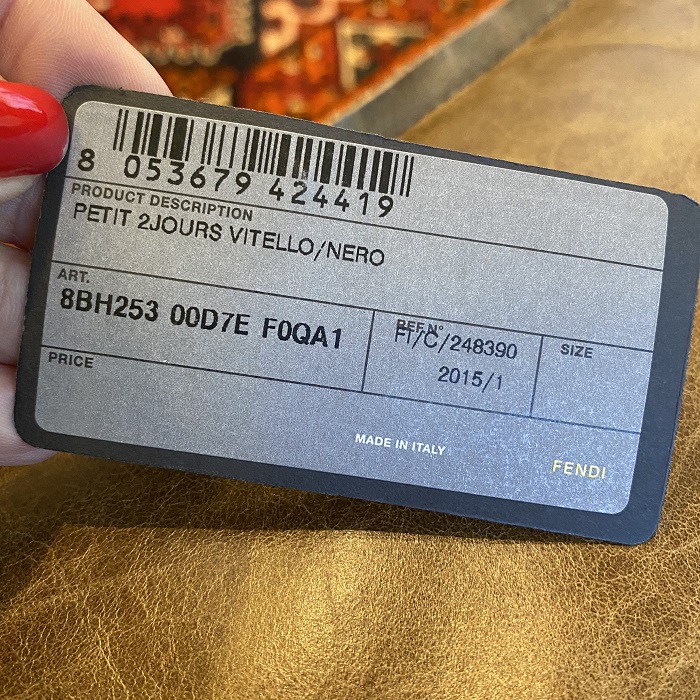 8 053679 424419
PRODUCT DESCRIPTION
PETIT 2JOURS VITELLO/NERO
ART.
8BH253 00D7E F0QA1
REF.N°
FI/C/248390
2015/1
SIZE
PRICE
MADE IN ITALY
FENDI